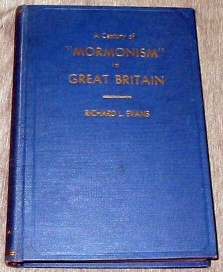 A Century of
"MORMONISM"
in
GREAT BRITAIN
RICHARD L. EVANS